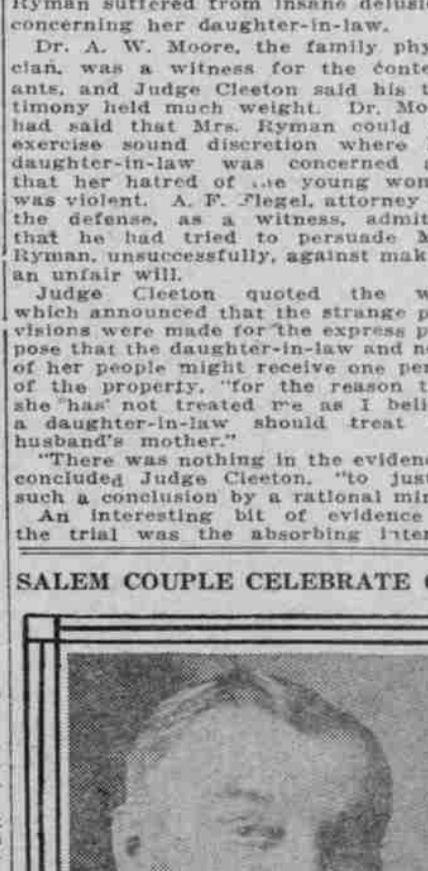 Ryman suffered from insane delusi
concerning her daughter-in-law.
Dr. A. W. Moore, the family phy
cian, was a witness for the conte
ants, and Judge Cleeton said his t
timony held much weight. Dr. Mo
had said that Mrs. Ryman could
exercise sound discretion where
daughter-in-law was concerned a
that her hatred of young wom
was violent. A. F. Flegel, attorney
the defense, as a witness, admit
that he had tried to persuade M
Ryman, unsuccessfully, against mak
an unfair will.
Judge Cleeton quoted the w
which announced that the strange p
visions were made for the express p
pose that the daughter-in-law and n
of her people might receive one pen
of the property, "for the reason t
she has not treated me as I beli
a daughter-in-law should treat
husband's mother."
"There was nothing in the evidenc
concluded Judge Cleeton, "to just
such a conclusion by a rational min
An interesting bit of evidence
the trial was the absorbing inter
SALEM COUPLE CELEBRATE